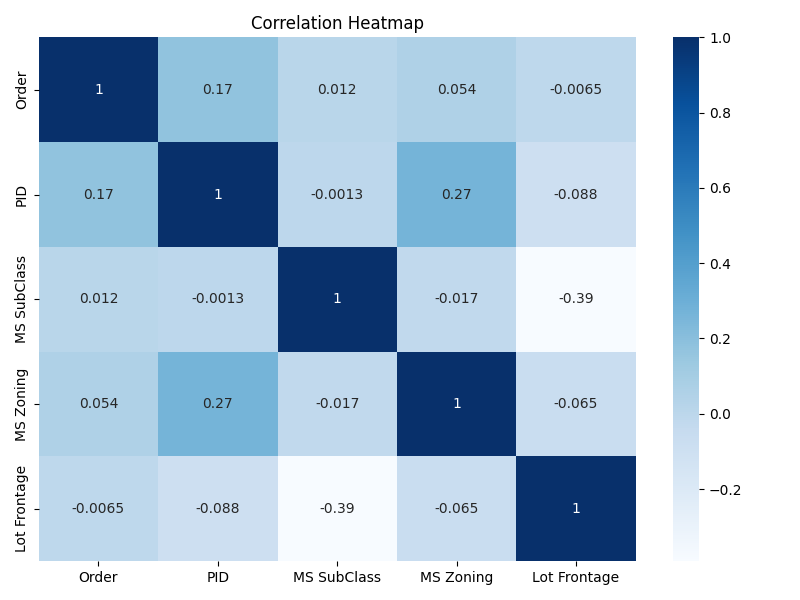 Correlation Heatmap
Order 1 0.17 0.012 0.054 -0.0065
PID 0.17 1 -0.0013 0.27 -0.088
MS SubClass 0.012 -0.0013 1 -0.017 -0.39
MS Zoning 0.054 0.27 -0.017 1 -0.065
Lot Frontage -0.0065 -0.088 -0.39 -0.065 1
Order PID MS SubClass MS Zoning Lot Frontage
1.0
0.8
0.6
0.4
0.2
0.0
−0.2